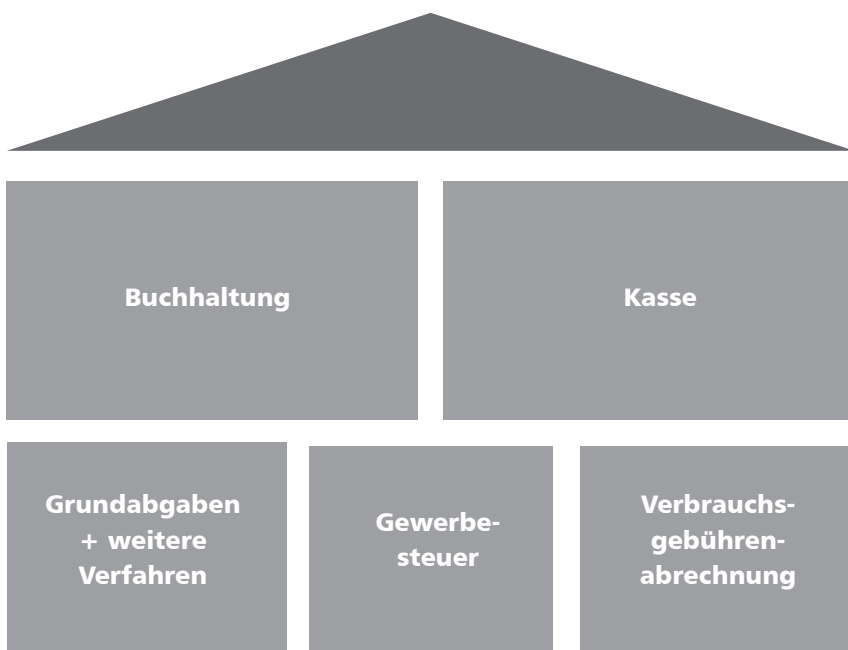 Buchhaltung
Kasse
Grundabgaben
+ weitere
Verfahren
Gewerbe-
steuer
Verbrauchs-
gebühren-
abrechnung